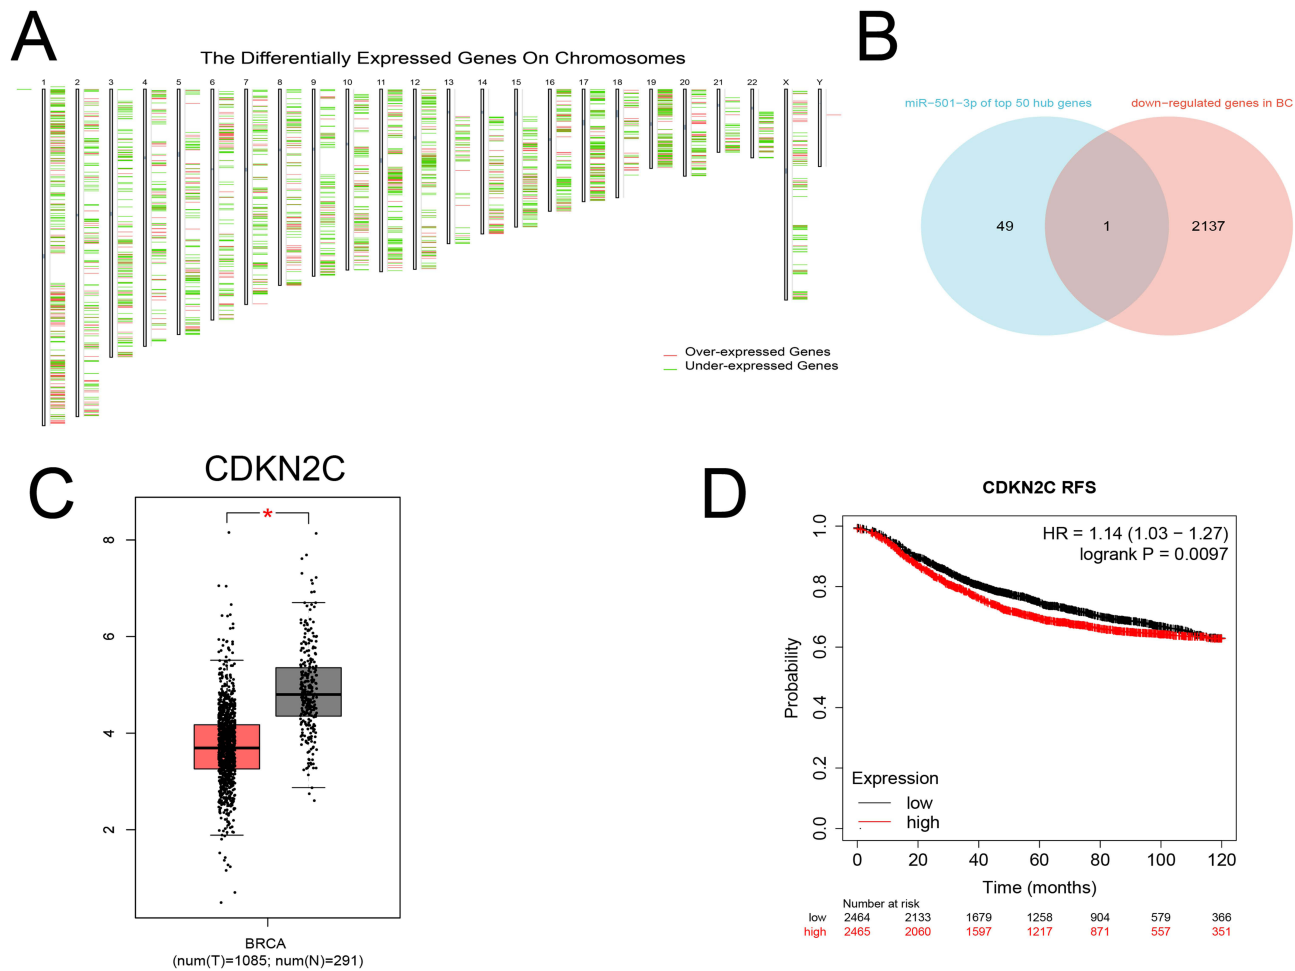 A
The Differentially Expressed Genes On Chromosomes
1 2 3 4 5 6 7 8 9 10 11 12 13 14 15 16 17 18 19 20 21 22 X Y
Over-expressed Genes
Under-expressed Genes
B
miR-501-3p of top 50 hub genes
down-regulated genes in BC
49 1 2137
C
CDKN2C
*
8
6
4
2
BRCA
(num(T)=1085; num(N)=291)
D
CDKN2C RFS
HR = 1.14 (1.03 − 1.27)
logrank P = 0.0097
Probability
1.0
0.8
0.6
0.4
0.2
0.0
Expression
low
high
0 20 40 60 80 100 120
Time (months)
Number at risk
low 2464 2133 1679 1258 904 579 366
high 2465 2060 1597 1217 871 557 351